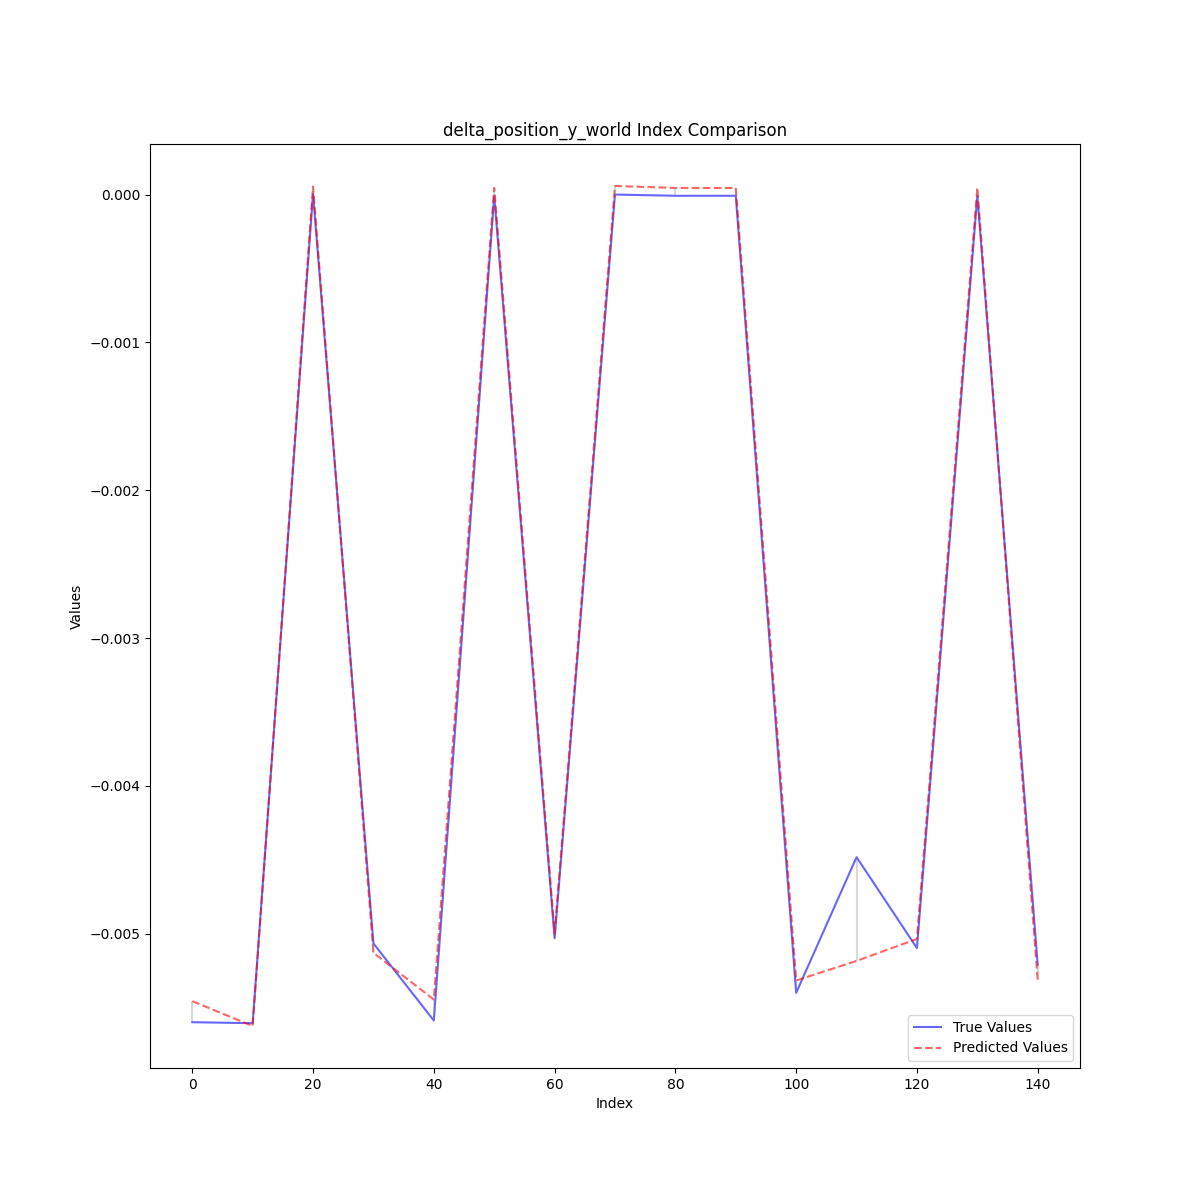 delta_position_y_world Index Comparison
0.000
−0.001
−0.002
−0.003
−0.004
−0.005
Values
0 20 40 60 80 100 120 140
Index
True Values
Predicted Values